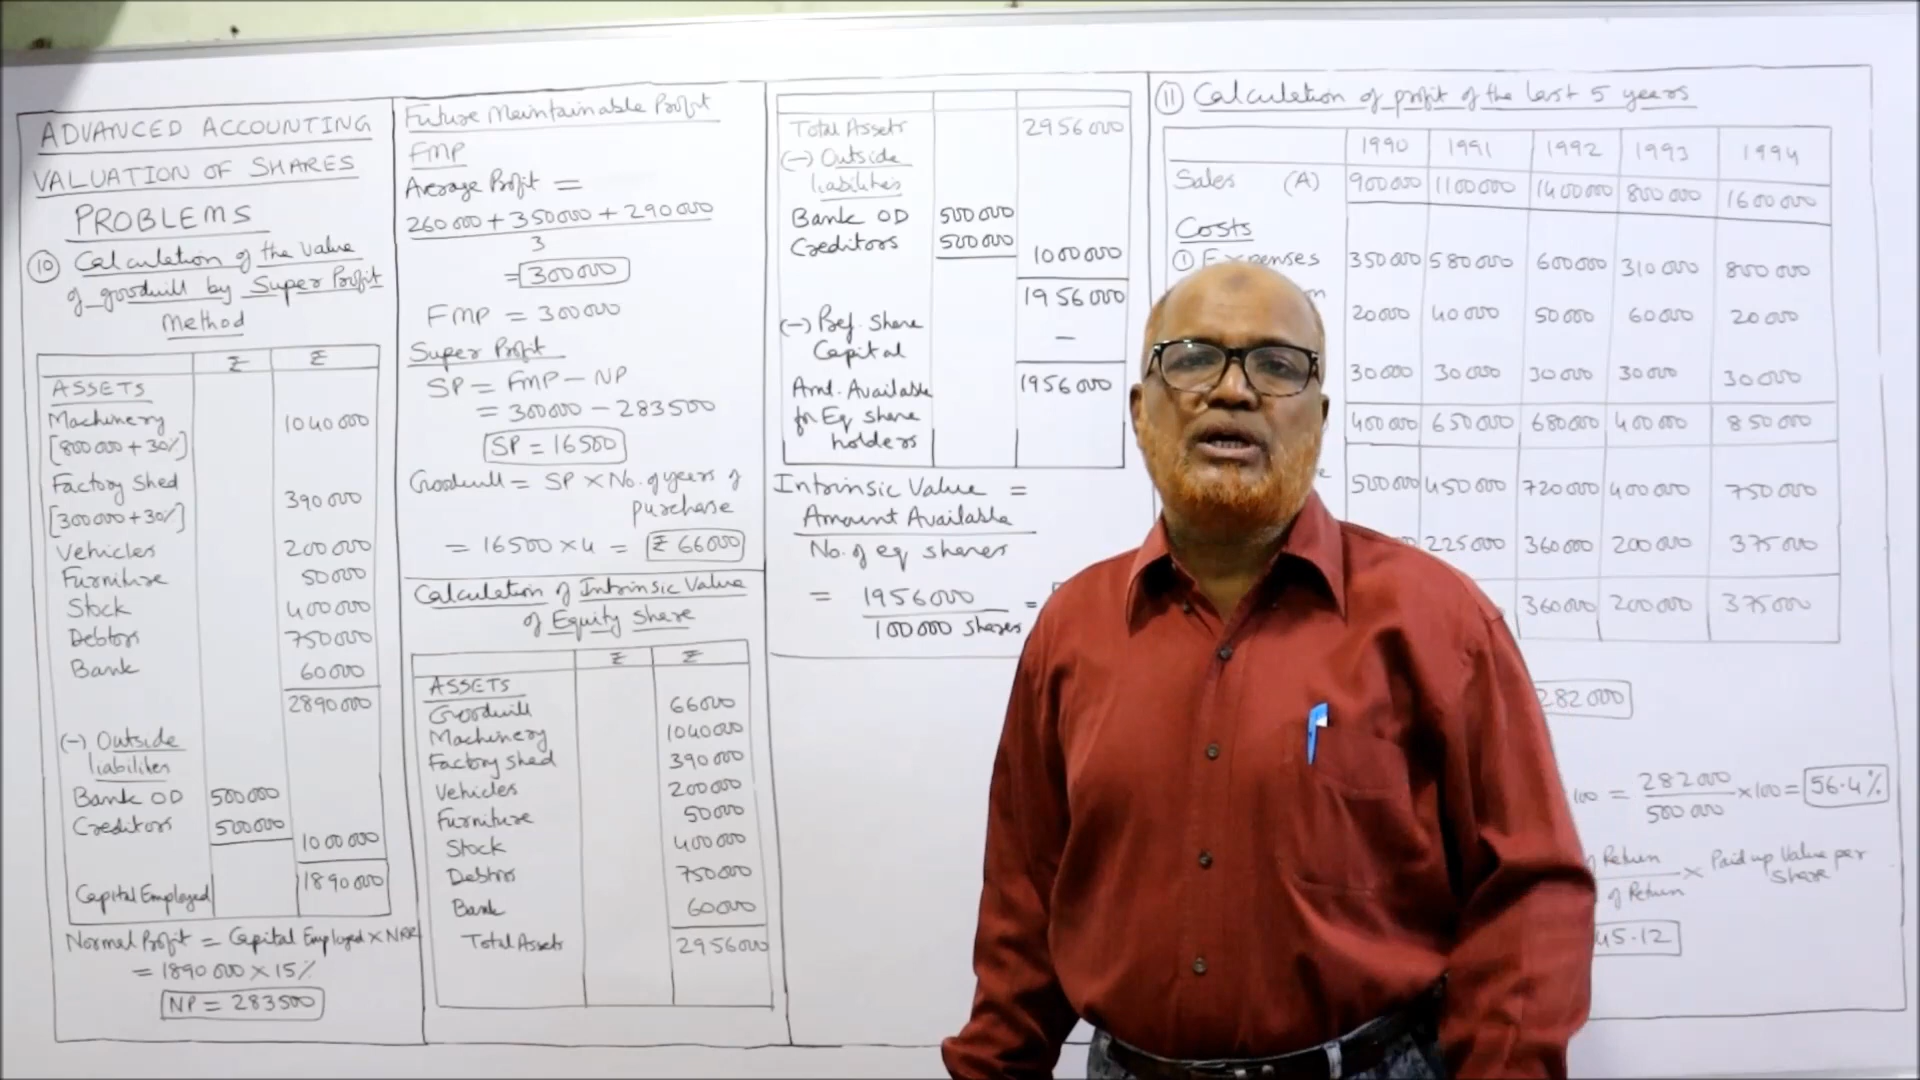 ADVANCED ACCOUNTING
VALUATION OF SHARES
PROBLEMS
10 Calculation of the value
of goodwill by Super Profit
Method
₹ ₹
ASSETS
Machinery 1040000
[800000 + 30%]
Factory Shed 390000
[300000 + 30%]
Vehicles 200000
Furniture 50000
Stock 400000
Debtors 750000
Bank 60000
2890000
(-) Outside
liabilities
Bank OD 500000
Creditors 500000 1000000
Capital Employed 1890000
Normal Profit = Capital Employed x NRR
= 1890000 x 15%
NP = 283500
Future Maintainable Profit
FMP
Average Profit =
260000 + 350000 + 290000
3
= 300000
FMP = 300000
Super Profit
SP = FMP - NP
= 300000 - 283500
SP = 16500
Goodwill = SP x No. of years of
purchase
= 16500 x 4 = ₹ 66000
Calculation of Intrinsic Value
of Equity Share
₹ ₹
ASSETS
Goodwill 66000
Machinery 1040000
Factory Shed 390000
Vehicles 200000
Furniture 50000
Stock 400000
Debtors 750000
Bank 60000
Total Assets 2956000
Total Assets 2956000
(-) Outside
liabilities
Bank OD 500000
Creditors 500000 1000000
1956000
(-) Pref. Share
Capital -
Amt. Available 1956000
for Eq share
holders
Intrinsic Value =
Amount Available
No. of eq shares
= 1956000 =
100000 shares
11 Calculation of profit of the last 5 years
1990 1991 1992 1993 1994
Sales (A) 900000 1100000 1400000 800000 1600000
Costs
1 Expenses 350000 580000 600000 310000 800000
20000 40000 50000 60000 20000
30000 30000 30000 30000 30000
400000 650000 680000 400000 850000
500000 450000 720000 400000 750000
225000 360000 200000 375000
360000 200000 375000
282000
100 = 282000 x 100 = 56.4%
500000
Return x Paid up Value per
share
of Return
45.12